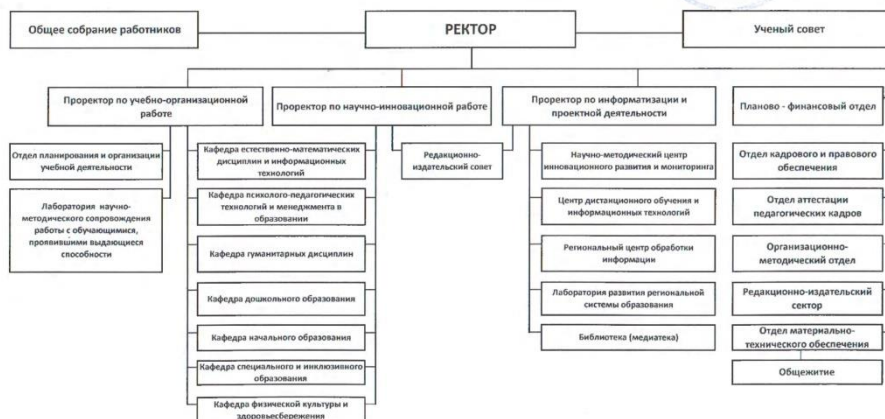 Общее собрание работников
РЕКТОР
Ученый совет
Проректор по учебно-организационной
работе
Проректор по научно-инновационной работе
Проректор по информатизации и
проектной деятельности
Планово - финансовый отдел
Отдел планирования и организации
учебной деятельности
Лаборатория научно-
методического сопровождения
работы с обучающимися,
проявившими выдающиеся
способности
Кафедра естественно-математических
дисциплин и информационных
технологий
Кафедра психолого-педагогических
технологий и менеджмента в
образовании
Кафедра гуманитарных дисциплин
Кафедра дошкольного образования
Кафедра начального образования
Кафедра специального и инклюзивного
образования
Кафедра физической культуры и
здоровьесбережения
Редакционно-
издательский совет
Научно-методический центр
инновационного развития и мониторинга
Центр дистанционного обучения и
информационных технологий
Региональный центр обработки
информации
Лаборатория развития региональной
системы образования
Библиотека (медиатека)
Отдел кадрового и правового
обеспечения
Отдел аттестации
педагогических кадров
Организационно-
методический отдел
Редакционно-издательский
сектор
Отдел материально-
технического обеспечения
Общежитие